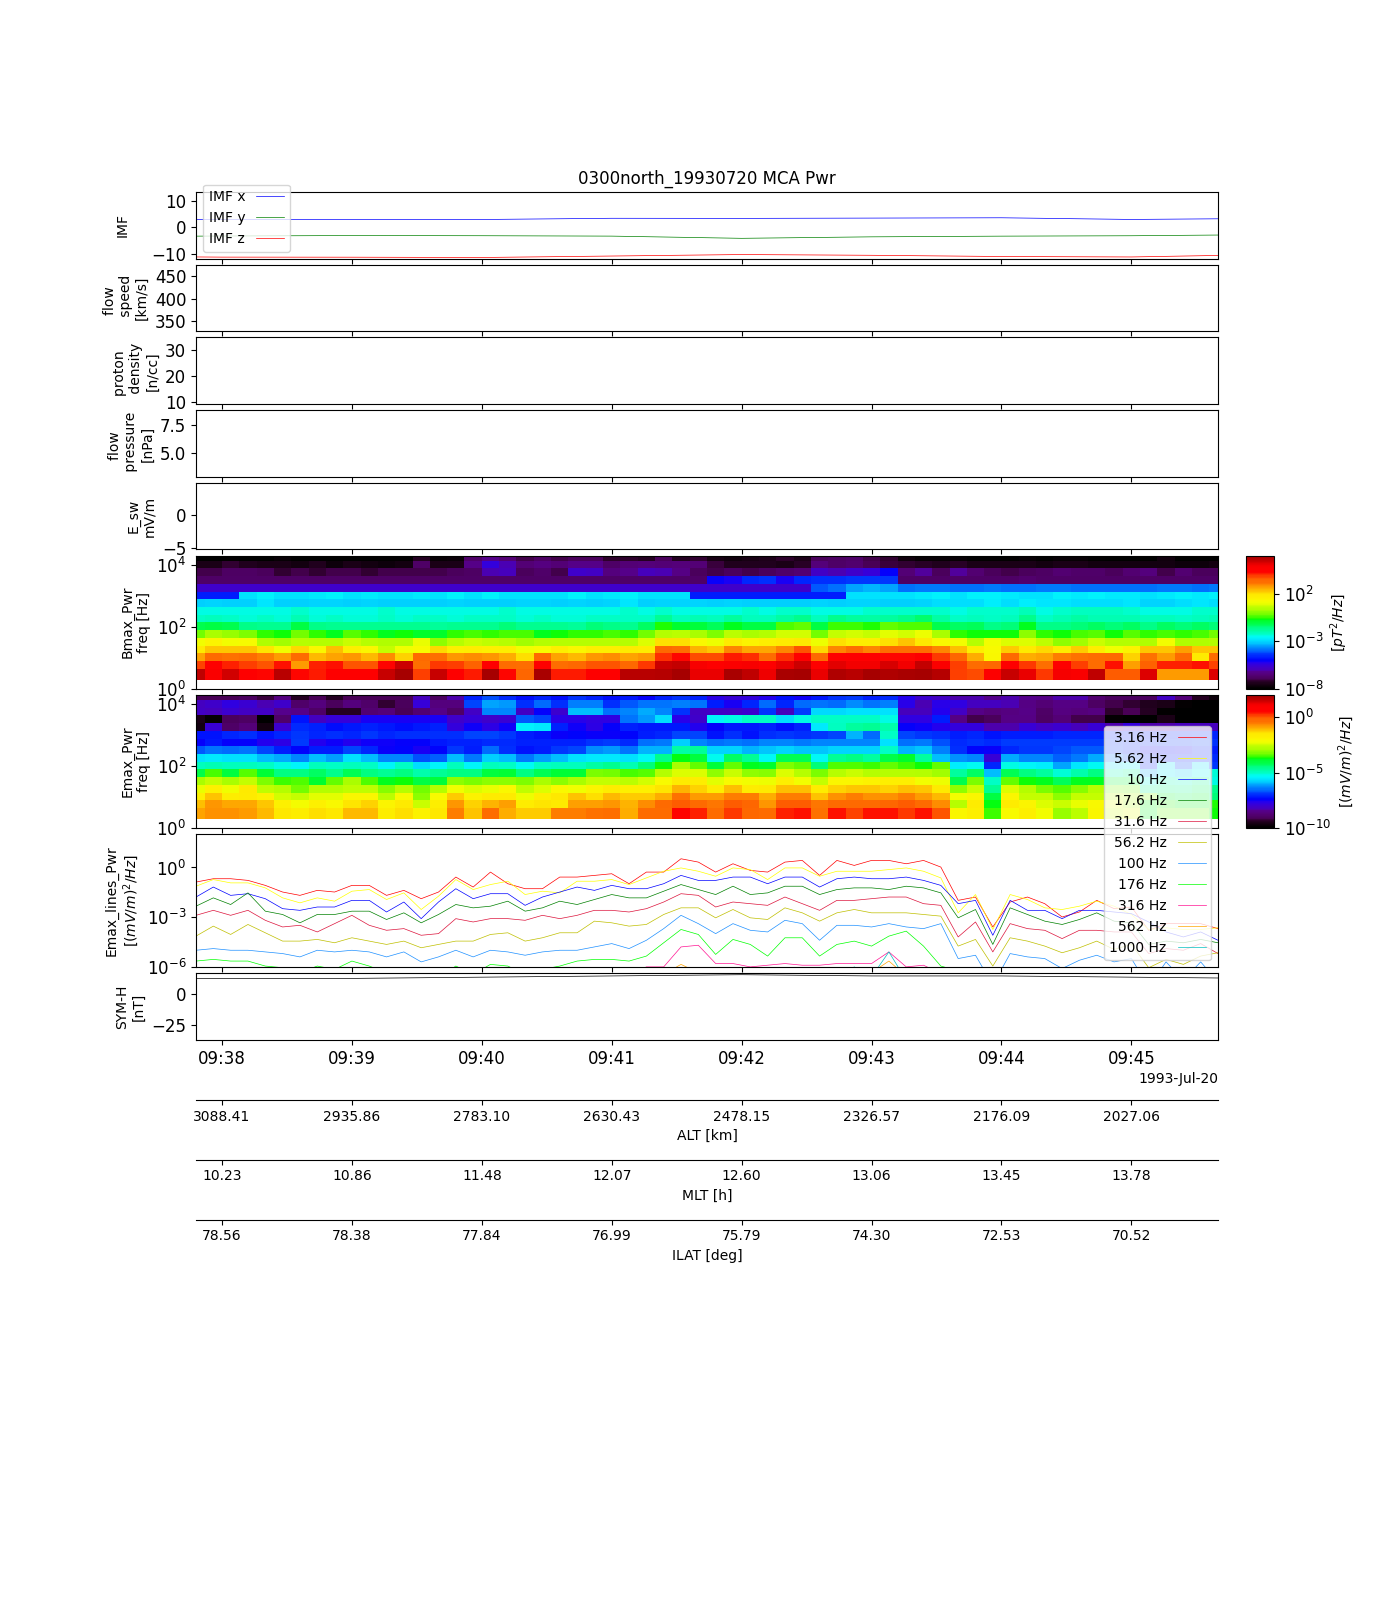 0300north_19930720 MCA Pwr
IMF
10
0
−10
IMF x
IMF y
IMF z
flow
speed
[km/s]
450
400
350
proton
density
[n/cc]
30
20
10
flow
pressure
[nPa]
7.5
5.0
E_sw
mV/m
0
−5
Bmax_Pwr
freq [Hz]
10^4
10^2
10^0
10^2
10^−3
10^−8
[pT^2/Hz]
Emax_Pwr
freq [Hz]
10^4
10^2
10^0
10^0
10^−5
10^−10
[(mV/m)^2/Hz]
3.16 Hz
5.62 Hz
10 Hz
17.6 Hz
31.6 Hz
56.2 Hz
100 Hz
176 Hz
316 Hz
562 Hz
1000 Hz
Emax_lines_Pwr
[(mV/m)^2/Hz]
10^0
10^−3
10^−6
SYM-H
[nT]
0
−25
09:38 09:39 09:40 09:41 09:42 09:43 09:44 09:45
1993-Jul-20
3088.41 2935.86 2783.10 2630.43 2478.15 2326.57 2176.09 2027.06
ALT [km]
10.23 10.86 11.48 12.07 12.60 13.06 13.45 13.78
MLT [h]
78.56 78.38 77.84 76.99 75.79 74.30 72.53 70.52
ILAT [deg]